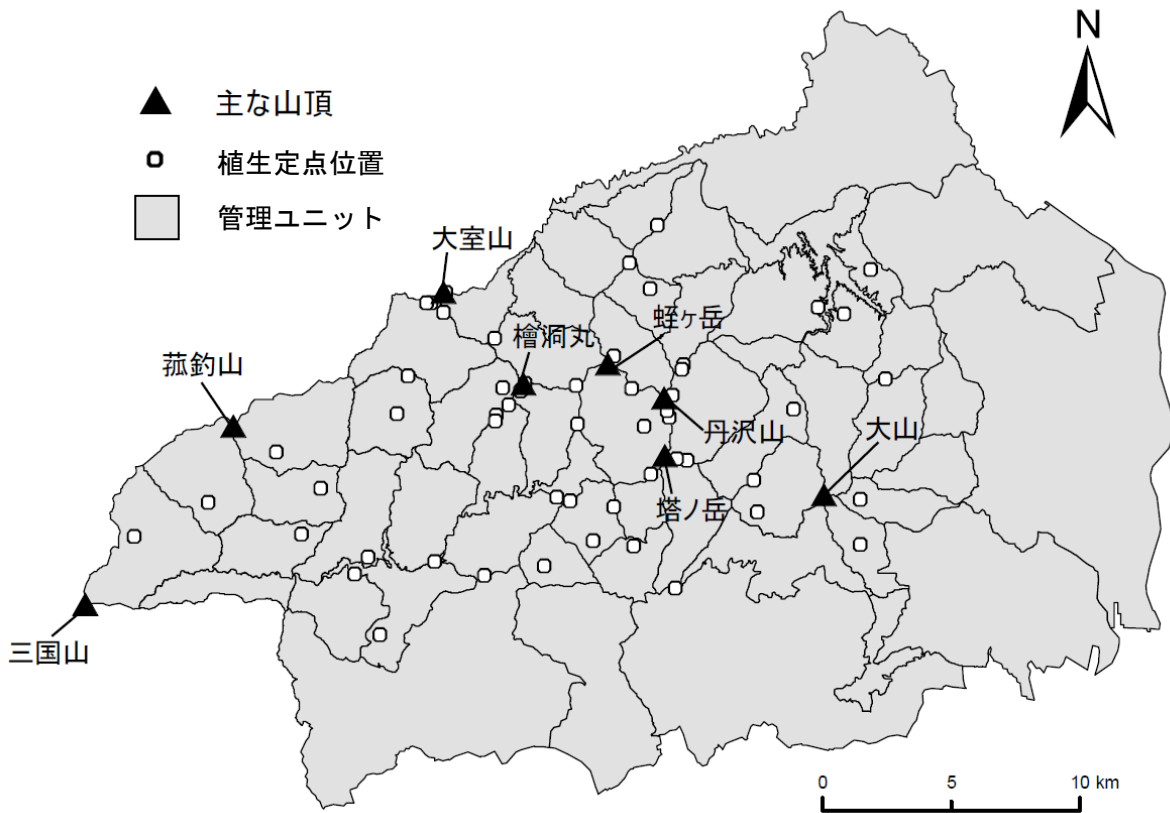 N
主な山頂
植生定点位置
管理ユニット
大室山
蛭ヶ岳
檜洞丸
菰釣山
丹沢山
大山
塔ノ岳
三国山
0 5 10 km